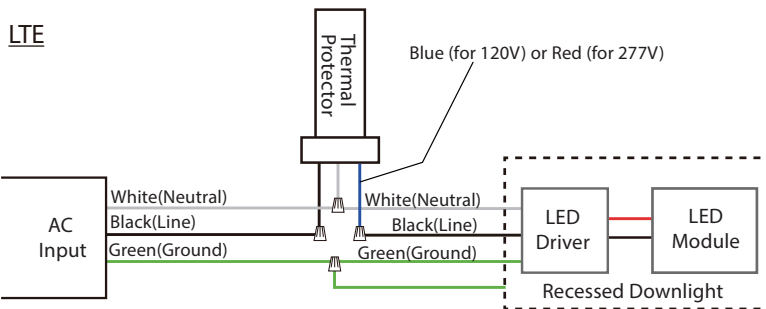 LTE
Thermal
Protector
Blue (for 120V) or Red (for 277V)
AC
Input
White(Neutral)
Black(Line)
Green(Ground)
White(Neutral)
Black(Line)
Green(Ground)
LED
Driver
LED
Module
Recessed Downlight